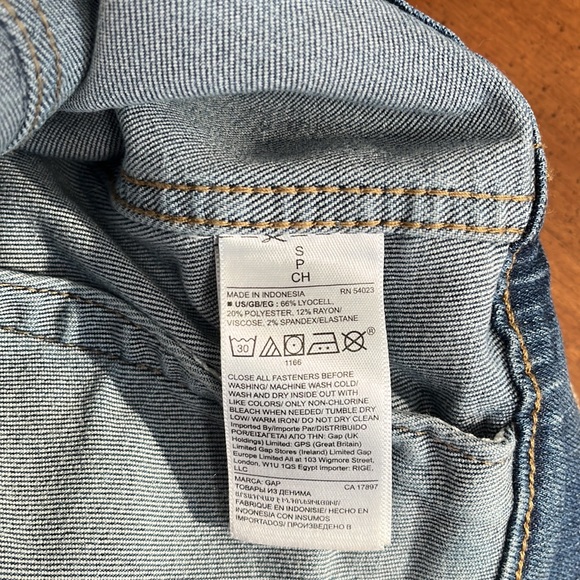 S
P
CH
MADE IN INDONESIA RN 54023
■ US/GB/EG : 66% LYOCELL,
20% POLYESTER, 12% RAYON/
VISCOSE, 2% SPANDEX/ELASTANE
30
®
1166
CLOSE ALL FASTENERS BEFORE
WASHING/ MACHINE WASH COLD/
WASH AND DRY INSIDE OUT WITH
LIKE COLORS/ ONLY NON-CHLORINE
BLEACH WHEN NEEDED/ TUMBLE DRY
LOW/ WARM IRON/ DO NOT DRY CLEAN
Imported By/Importe Par/DISTRIBUIDO
POR/ΕΙΣΑΓΕΤΑΙ ΑΠΟ ΤΗΝ: Gap (UK
Holdings) Limited: GPS (Great Britain)
Limited Gap Stores (Ireland) Limited Gap
Europe Limited All at 103 Wigmore Street,
London, W1U 1QS Egypt Importer: RIGE,
LLC
MARCA: GAP CA 17897
ТОВАРЫ ИЗ ДЕНИМА
FABRIQUE EN INDONESIE / HECHO EN
INDONESIA CON INSUMOS
IMPORTADOS/ ПРОИЗВЕДЕНО В